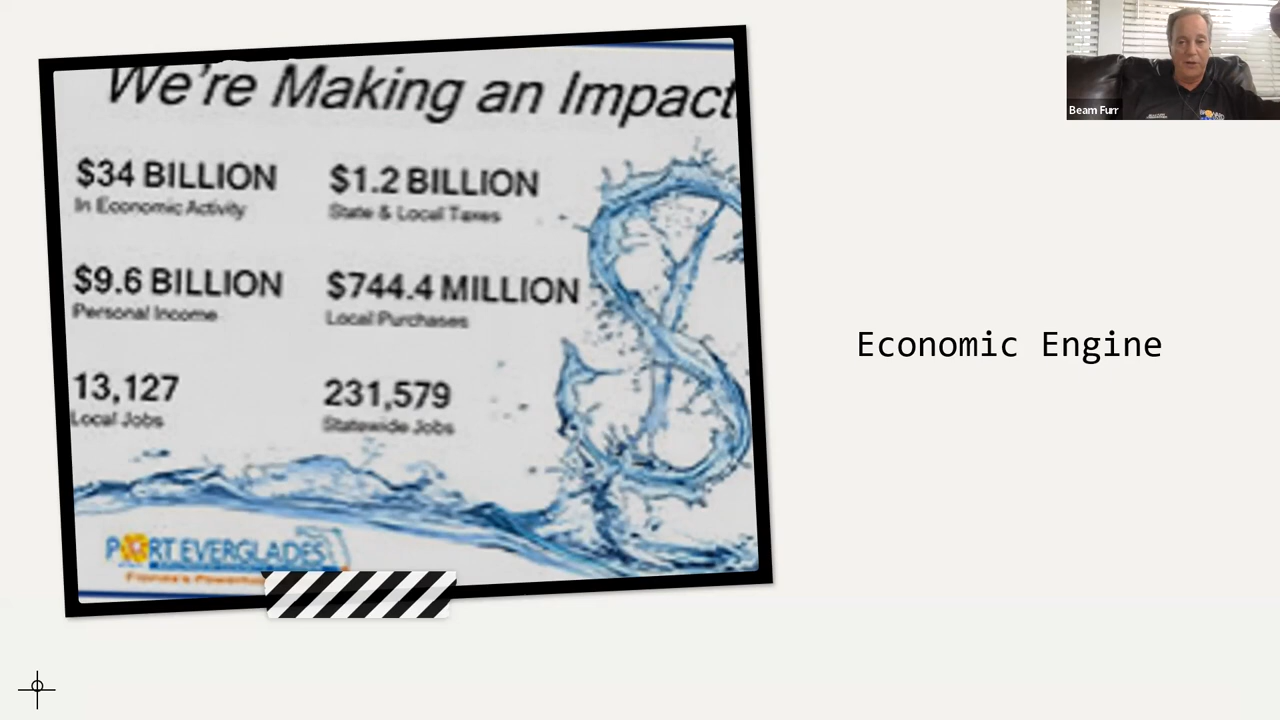 We're Making an Impact
$34 BILLION
In Economic Activity
$1.2 BILLION
State & Local Taxes
$9.6 BILLION
Personal Income
$744.4 MILLION
Local Purchases
13,127
Local Jobs
231,579
Statewide Jobs
PORT EVERGLADES
Florida's
Economic Engine
Beam Furr